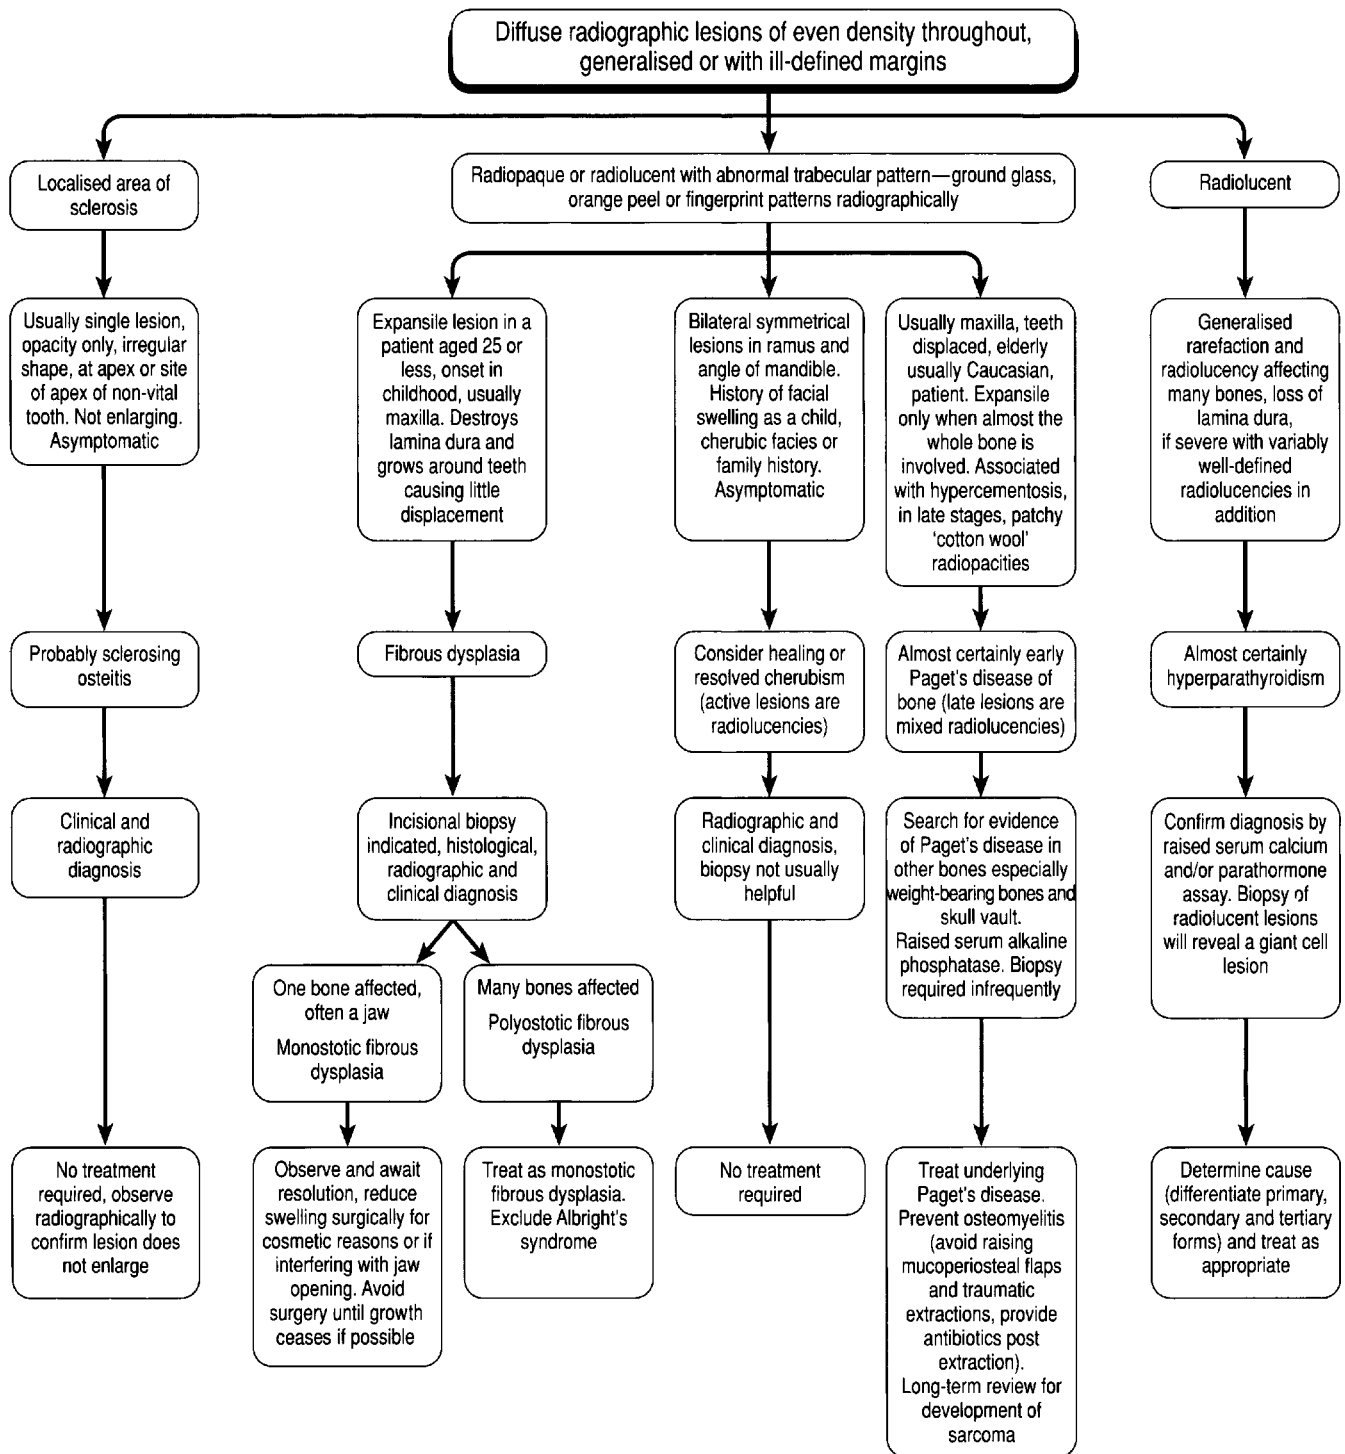 Diffuse radiographic lesions of even density throughout,
generalised or with ill-defined margins
Localised area of
sclerosis
Radiopaque or radiolucent with abnormal trabecular pattern—ground glass,
orange peel or fingerprint patterns radiographically
Radiolucent
Usually single lesion,
opacity only, irregular
shape, at apex or site
of apex of non-vital
tooth. Not enlarging.
Asymptomatic
Expansile lesion in a
patient aged 25 or
less, onset in
childhood, usually
maxilla. Destroys
lamina dura and
grows around teeth
causing little
displacement
Bilateral symmetrical
lesions in ramus and
angle of mandible.
History of facial
swelling as a child,
cherubic facies or
family history.
Asymptomatic
Usually maxilla, teeth
displaced, elderly
usually Caucasian,
patient. Expansile
only when almost the
whole bone is
involved. Associated
with hypercementosis,
in late stages, patchy
'cotton wool'
radiopacities
Generalised
rarefaction and
radiolucency affecting
many bones, loss of
lamina dura,
if severe with variably
well-defined
radiolucencies in
addition
Probably sclerosing
osteitis
Fibrous dysplasia
Consider healing or
resolved cherubism
(active lesions are
radiolucencies)
Almost certainly early
Paget's disease of
bone (late lesions are
mixed radiolucencies)
Almost certainly
hyperparathyroidism
Clinical and
radiographic
diagnosis
Incisional biopsy
indicated, histological,
radiographic and
clinical diagnosis
Radiographic and
clinical diagnosis,
biopsy not usually
helpful
Search for evidence
of Paget's disease in
other bones especially
weight-bearing bones and
skull vault.
Raised serum alkaline
phosphatase. Biopsy
required infrequently
Confirm diagnosis by
raised serum calcium
and/or parathormone
assay. Biopsy of
radiolucent lesions
will reveal a giant cell
lesion
One bone affected,
often a jaw
Monostotic fibrous
dysplasia
Many bones affected
Polyostotic fibrous
dysplasia
No treatment
required, observe
radiographically to
confirm lesion does
not enlarge
Observe and await
resolution, reduce
swelling surgically for
cosmetic reasons or if
interfering with jaw
opening. Avoid
surgery until growth
ceases if possible
Treat as monostotic
fibrous dysplasia.
Exclude Albright's
syndrome
No treatment
required
Treat underlying
Paget's disease.
Prevent osteomyelitis
(avoid raising
mucoperiosteal flaps
and traumatic
extractions, provide
antibiotics post
extraction).
Long-term review for
development of
sarcoma
Determine cause
(differentiate primary,
secondary and tertiary
forms) and treat as
appropriate